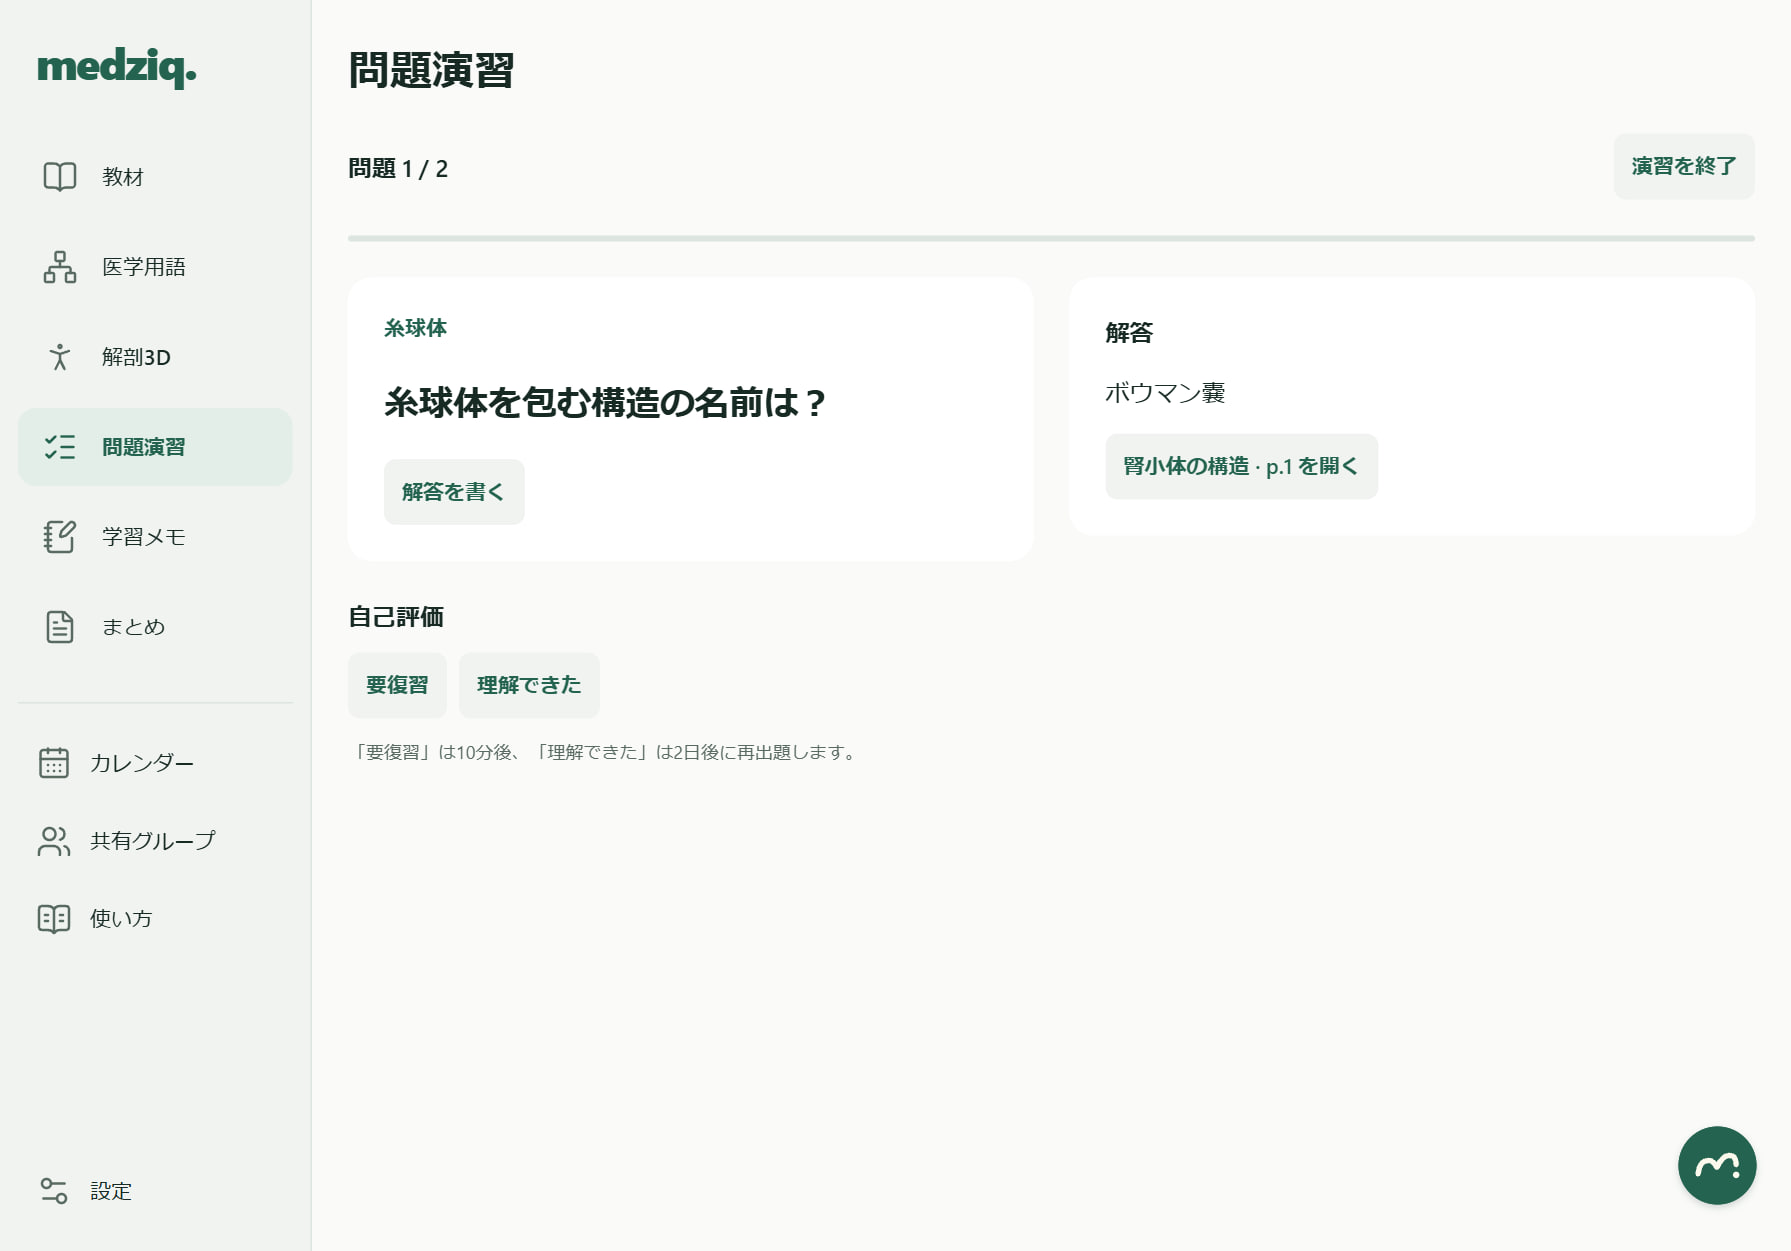 medziq.
教材
医学用語
解剖3D
問題演習
学習メモ
まとめ
カレンダー
共有グループ
使い方
設定
問題演習
問題 1 / 2
演習を終了
糸球体
糸球体を包む構造の名前は？
解答を書く
解答
ボウマン嚢
腎小体の構造 · p.1 を開く
自己評価
要復習
理解できた
「要復習」は10分後、「理解できた」は2日後に再出題します。